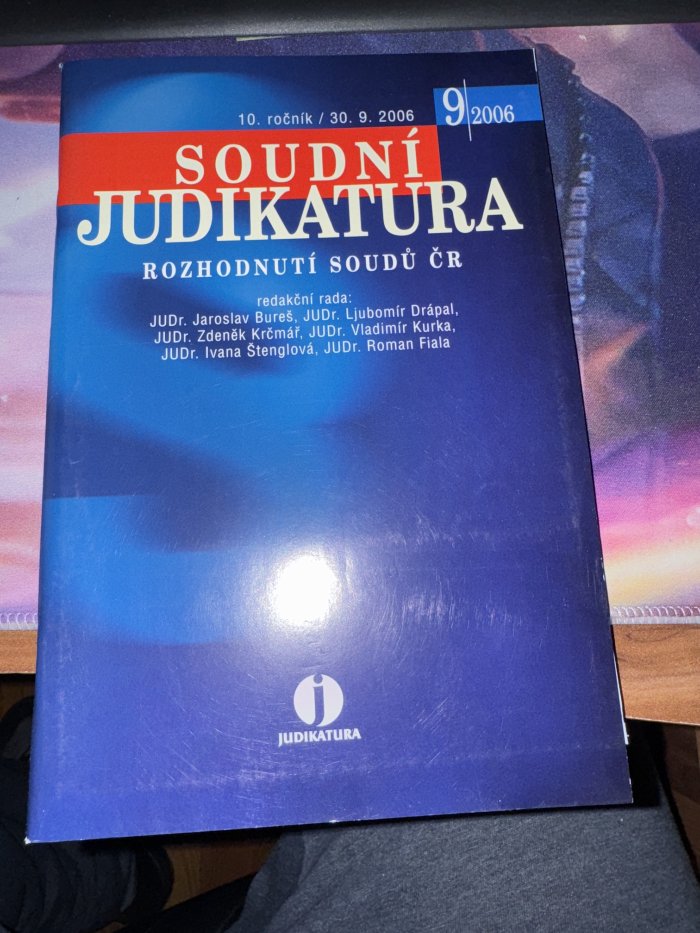 10. ročník / 30. 9. 2006
9 2006
SOUDNÍ
JUDIKATURA
ROZHODNUTÍ SOUDŮ ČR
redakční rada:
JUDr. Jaroslav Bureš, JUDr. Ljubomír Drápal,
JUDr. Zdeněk Krčmář, JUDr. Vladimír Kurka,
JUDr. Ivana Štenglová, JUDr. Roman Fiala
j
JUDIKATURA